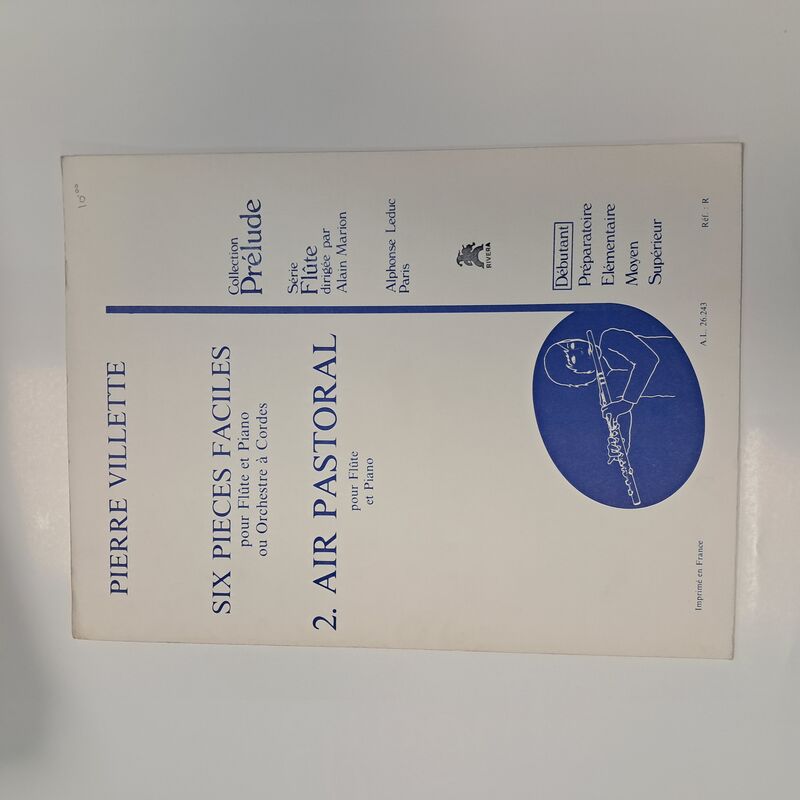 10.00
PIERRE VILLETTE
SIX PIECES FACILES
pour Flûte et Piano
ou Orchestre à Cordes
2. AIR PASTORAL
pour Flûte
et Piano
Collection
Prélude
Série
Flûte
dirigée par
Alain Marion
Alphonse Leduc
Paris
RIVERA
Débutant
Préparatoire
Elémentaire
Moyen
Supérieur
Imprimé en France
A.L. 26.243
Réf. : R